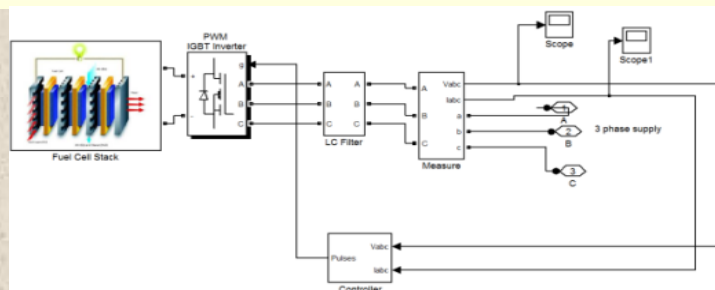 PWM
IGBT Inverter
g
+
A
B
-
C
Fuel Cell Stack
A A
B B
C C
LC Filter
A
B
C
Vabc
Iabc
a
b
c
Measure
Scope
Scope1
1
A
2
B
3
C
3 phase supply
Pulses
Vabc
Iabc
Controller